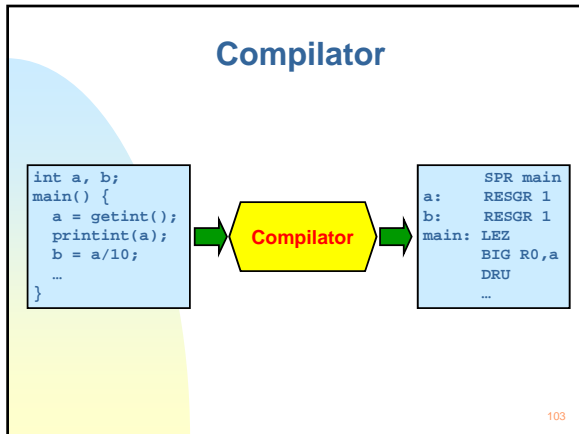 Compilator
int a, b;
main() {
  a = getint();
  printint(a);
  b = a/10;
  …
}
Compilator
      SPR main
a:    RESGR 1
b:    RESGR 1
main: LEZ
      BIG R0,a
      DRU
      …
103